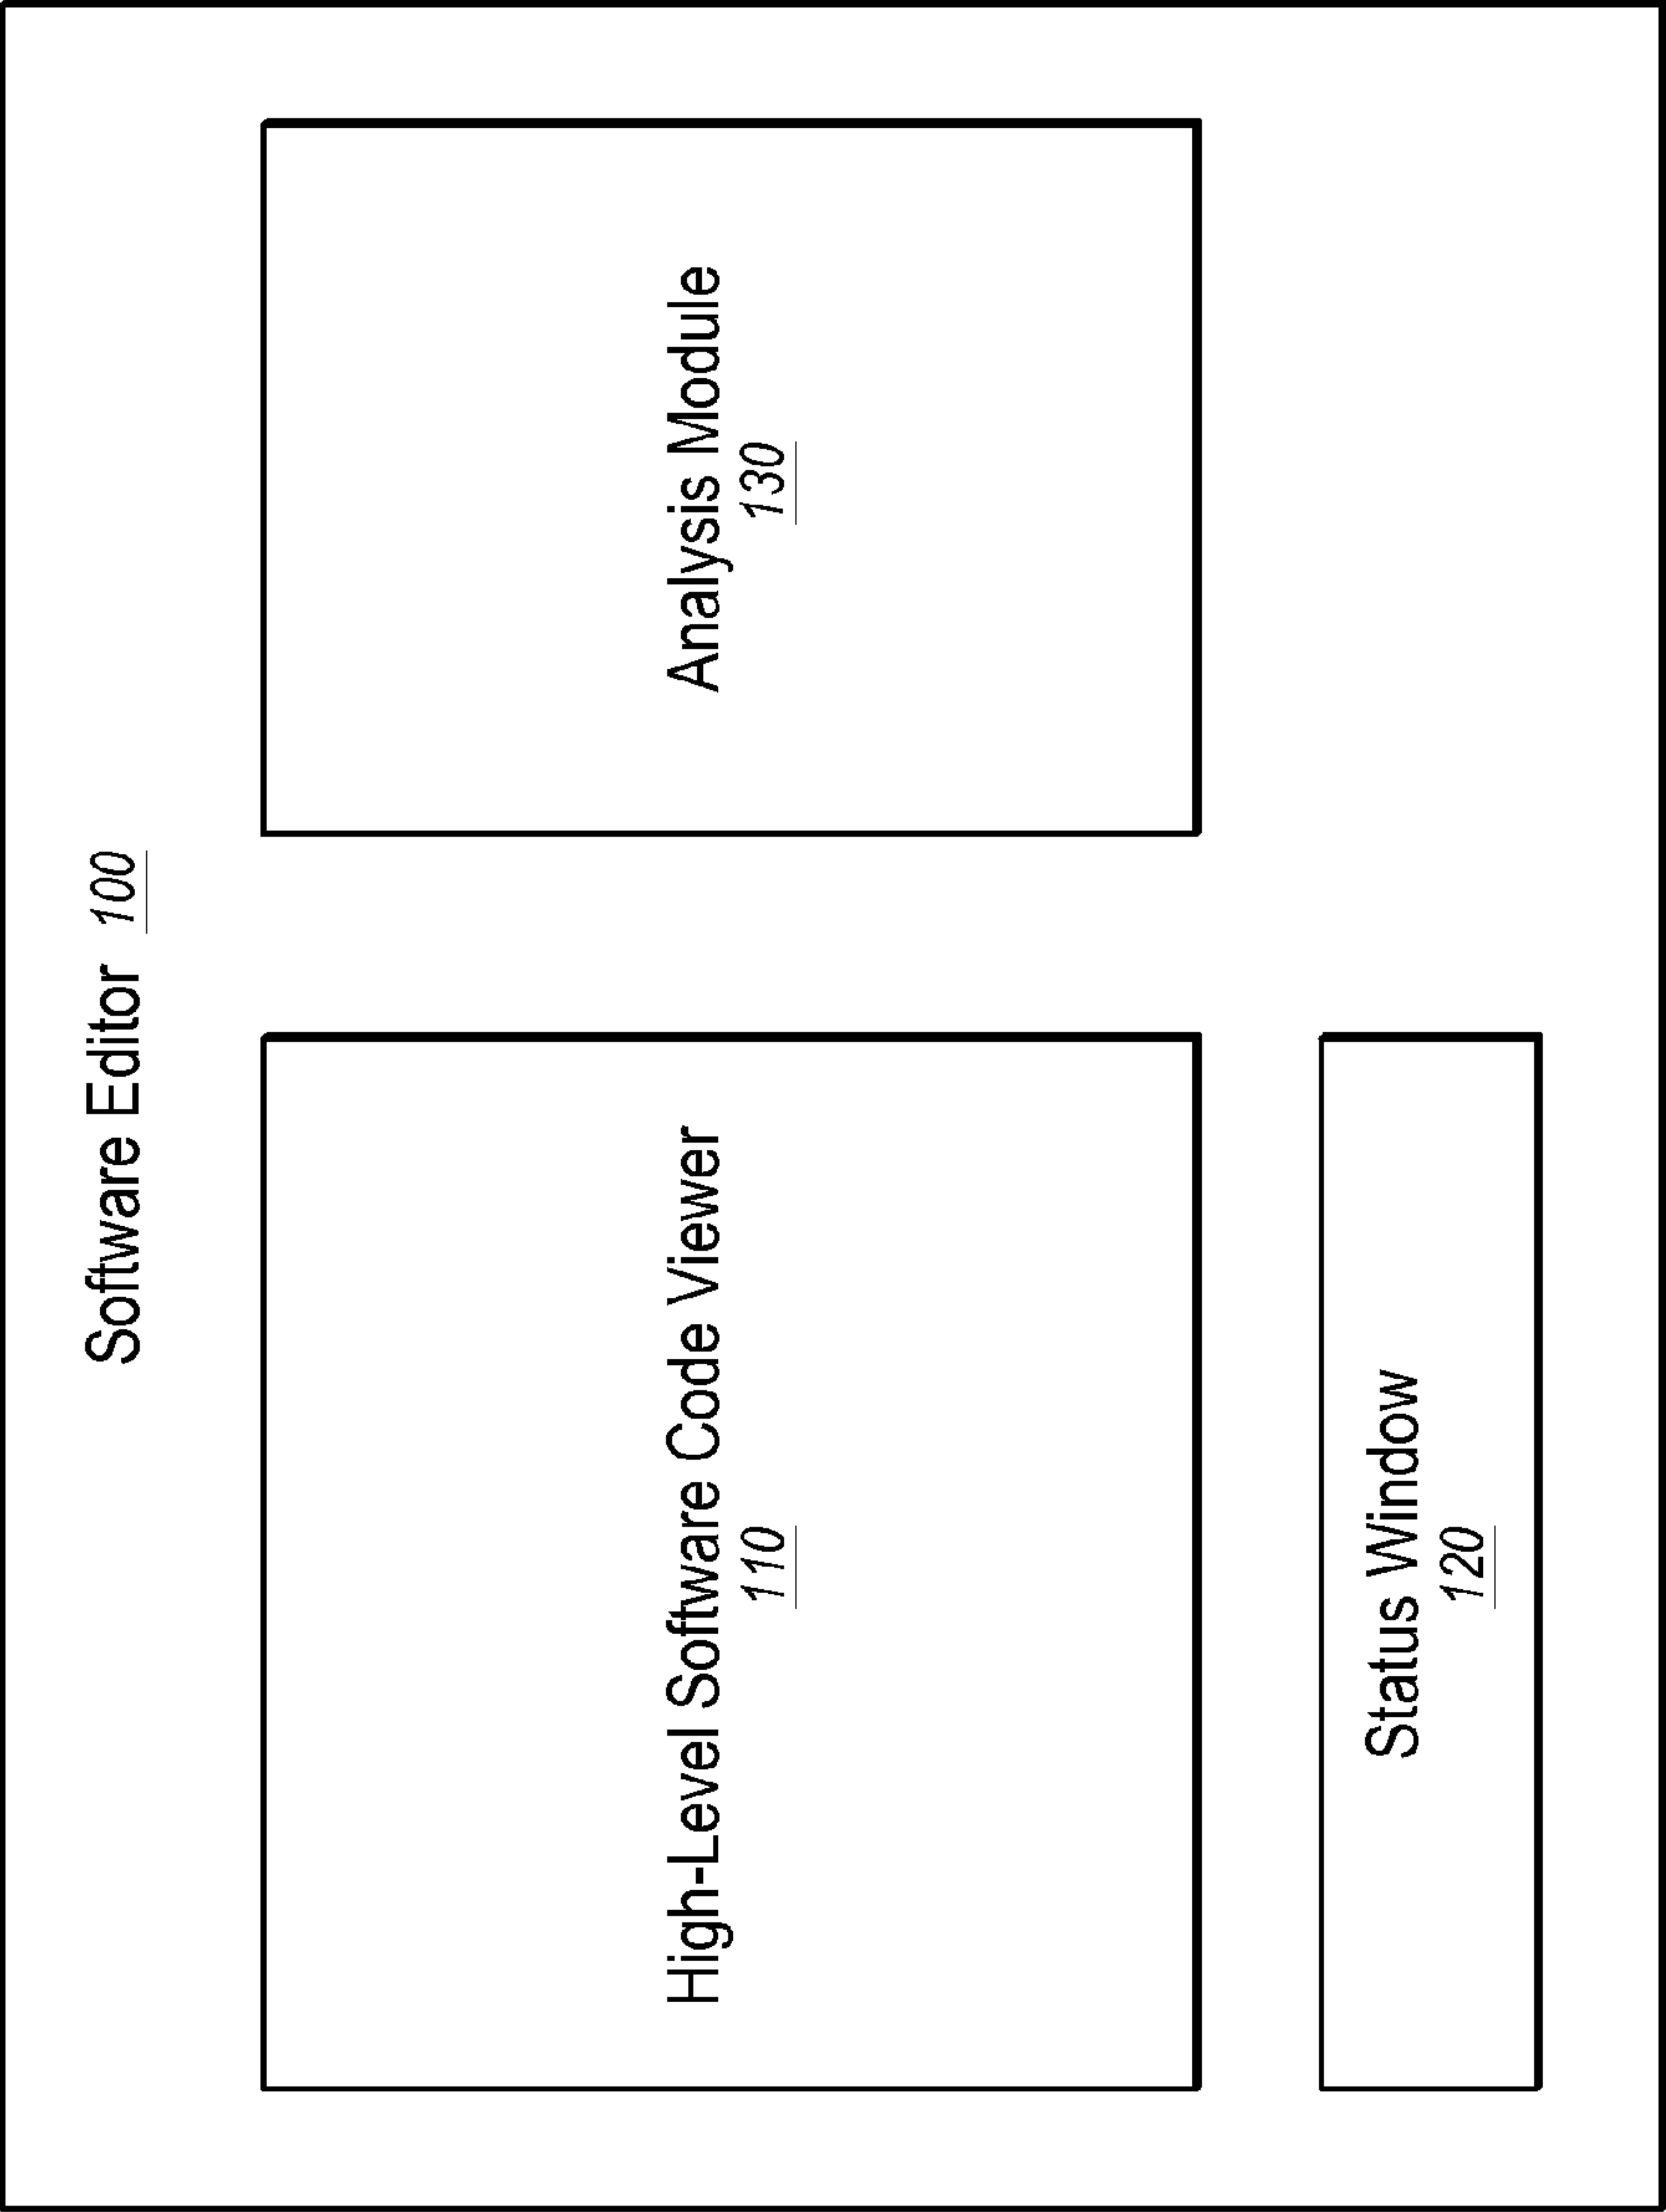 Software Editor 100
High-Level Software Code Viewer
110
Analysis Module
130
Status Window
120